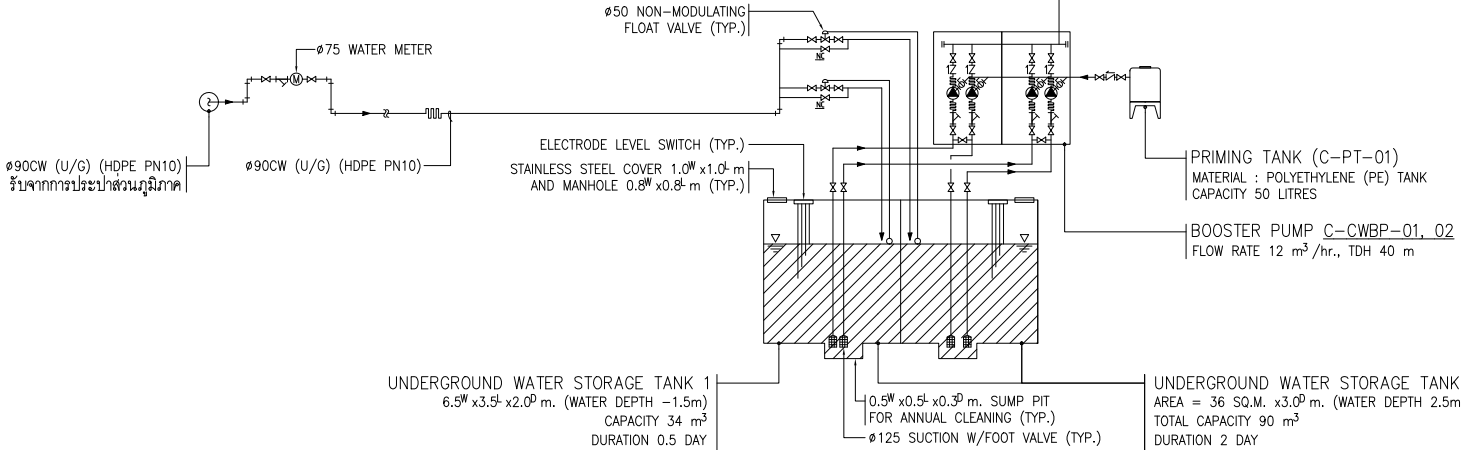 ø50 NON-MODULATING
FLOAT VALVE (TYP.)
ø75 WATER METER
M
NC
NC
ø90CW (U/G) (HDPE PN10)
รับจากการประปาส่วนภูมิภาค
ø90CW (U/G) (HDPE PN10)
ELECTRODE LEVEL SWITCH (TYP.)
STAINLESS STEEL COVER 1.0ᵂ x1.0ᴸ m
AND MANHOLE 0.8ᵂ x0.8ᴸ m (TYP.)
PRIMING TANK (C-PT-01)
MATERIAL : POLYETHYLENE (PE) TANK
CAPACITY 50 LITRES
BOOSTER PUMP C-CWBP-01, 02
FLOW RATE 12 m³/hr., TDH 40 m
UNDERGROUND WATER STORAGE TANK 1
6.5ᵂ x3.5ᴸ x2.0ᴰ m. (WATER DEPTH -1.5m)
CAPACITY 34 m³
DURATION 0.5 DAY
0.5ᵂ x0.5ᴸ x0.3ᴰ m. SUMP PIT
FOR ANNUAL CLEANING (TYP.)
ø125 SUCTION W/FOOT VALVE (TYP.)
UNDERGROUND WATER STORAGE TANK
AREA = 36 SQ.M. x3.0ᴰ m. (WATER DEPTH 2.5m
TOTAL CAPACITY 90 m³
DURATION 2 DAY